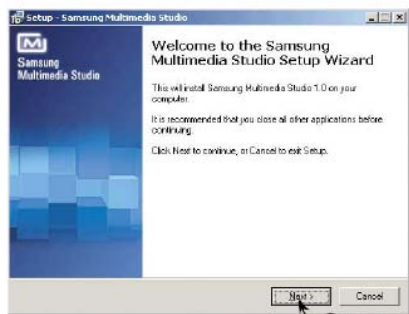 Setup - Samsung Multimedia Studio
Samsung
Multimedia Studio
Welcome to the Samsung
Multimedia Studio Setup Wizard
This will install Samsung Multimedia Studio 1.0 on your
computer.
It is recommended that you close all other applications before
continuing.
Click Next to continue, or Cancel to exit Setup.
Next >
Cancel